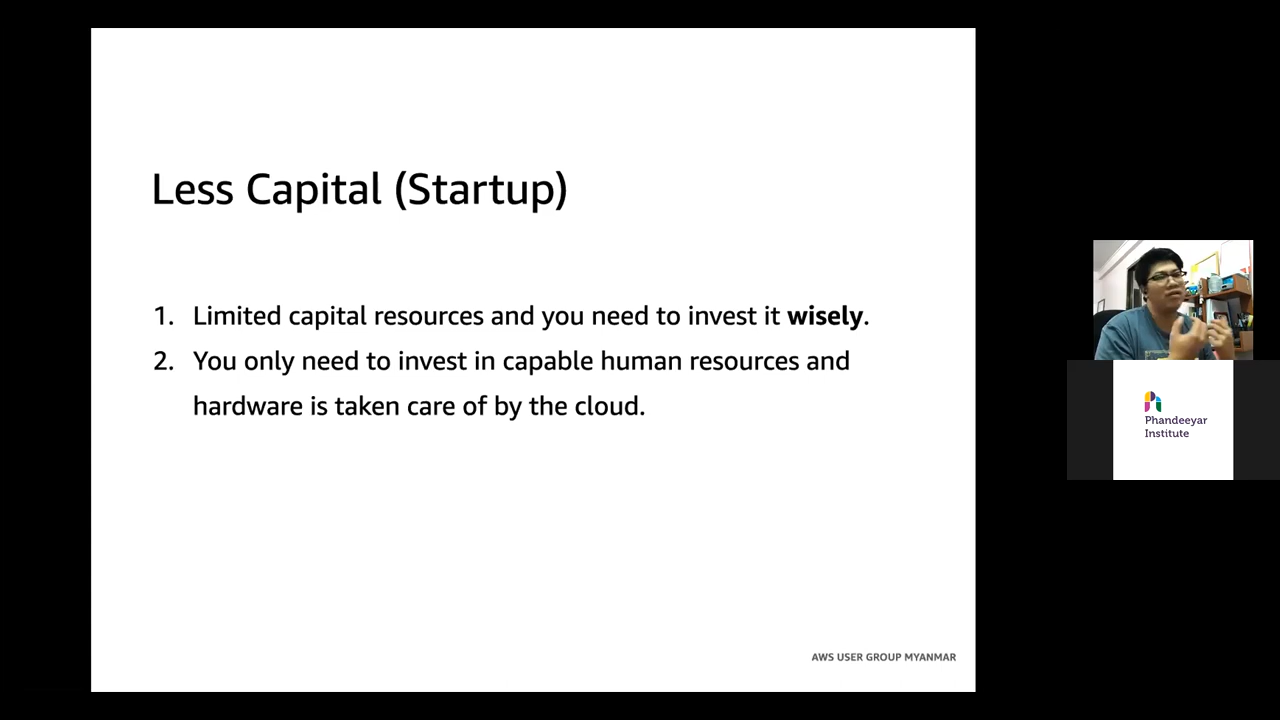 Less Capital (Startup)
1. Limited capital resources and you need to invest it wisely.
2. You only need to invest in capable human resources and
hardware is taken care of by the cloud.
AWS USER GROUP MYANMAR
Phandeeyar
Institute